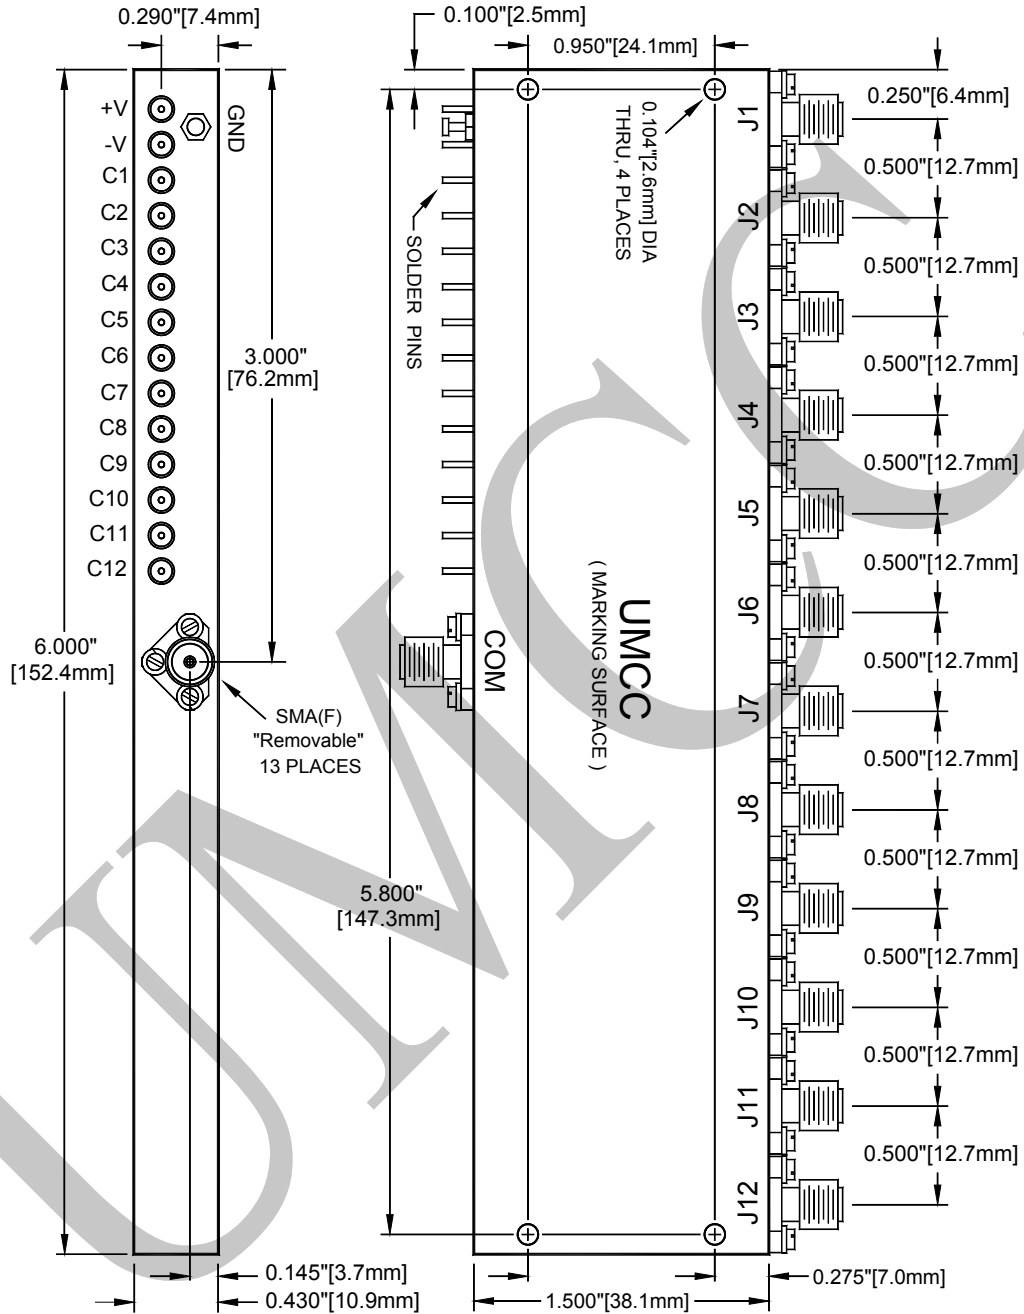 0.290"[7.4mm]
0.100"[2.5mm]
0.950"[24.1mm]
0.250"[6.4mm]
+V
-V
C1
C2
C3
C4
C5
C6
C7
C8
C9
C10
C11
C12
GND
3.000"
[76.2mm]
6.000"
[152.4mm]
SMA(F)
"Removable"
13 PLACES
0.145"[3.7mm]
0.430"[10.9mm]
SOLDER PINS
5.800"
[147.3mm]
0.104"[2.6mm] DIA
THRU, 4 PLACES
COM
UMCC
( MARKING SURFACE )
J1
J2
J3
J4
J5
J6
J7
J8
J9
J10
J11
J12
0.500"[12.7mm]
0.500"[12.7mm]
0.500"[12.7mm]
0.500"[12.7mm]
0.500"[12.7mm]
0.500"[12.7mm]
0.500"[12.7mm]
0.500"[12.7mm]
0.500"[12.7mm]
0.500"[12.7mm]
0.500"[12.7mm]
0.275"[7.0mm]
1.500"[38.1mm]
UMCC